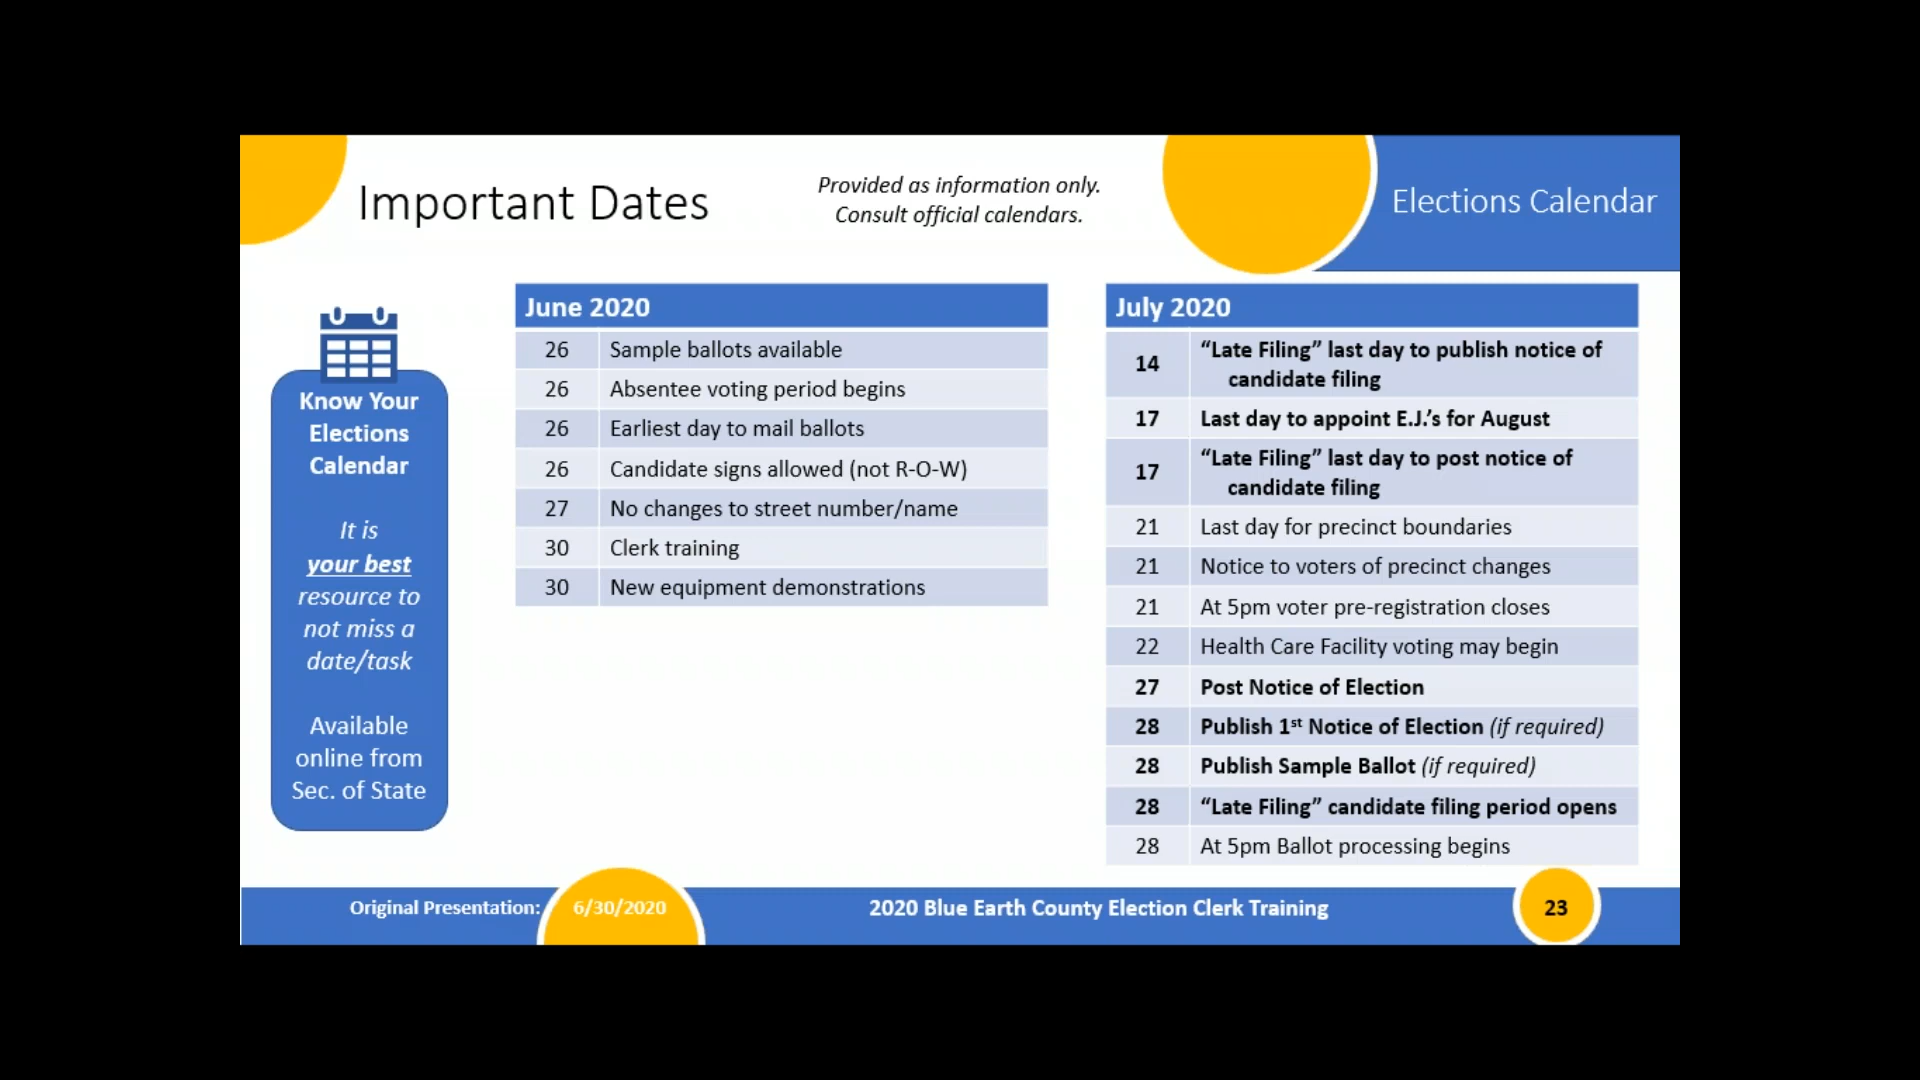 Important Dates
Provided as information only.
Consult official calendars.
Elections Calendar
Know Your
Elections
Calendar
It is
your best
resource to
not miss a
date/task
Available
online from
Sec. of State
June 2020
26 Sample ballots available
26 Absentee voting period begins
26 Earliest day to mail ballots
26 Candidate signs allowed (not R-O-W)
27 No changes to street number/name
30 Clerk training
30 New equipment demonstrations
July 2020
14 “Late Filing” last day to publish notice of
candidate filing
17 Last day to appoint E.J.’s for August
17 “Late Filing” last day to post notice of
candidate filing
21 Last day for precinct boundaries
21 Notice to voters of precinct changes
21 At 5pm voter pre-registration closes
22 Health Care Facility voting may begin
27 Post Notice of Election
28 Publish 1st Notice of Election (if required)
28 Publish Sample Ballot (if required)
28 “Late Filing” candidate filing period opens
28 At 5pm Ballot processing begins
Original Presentation: 6/30/2020
2020 Blue Earth County Election Clerk Training
23